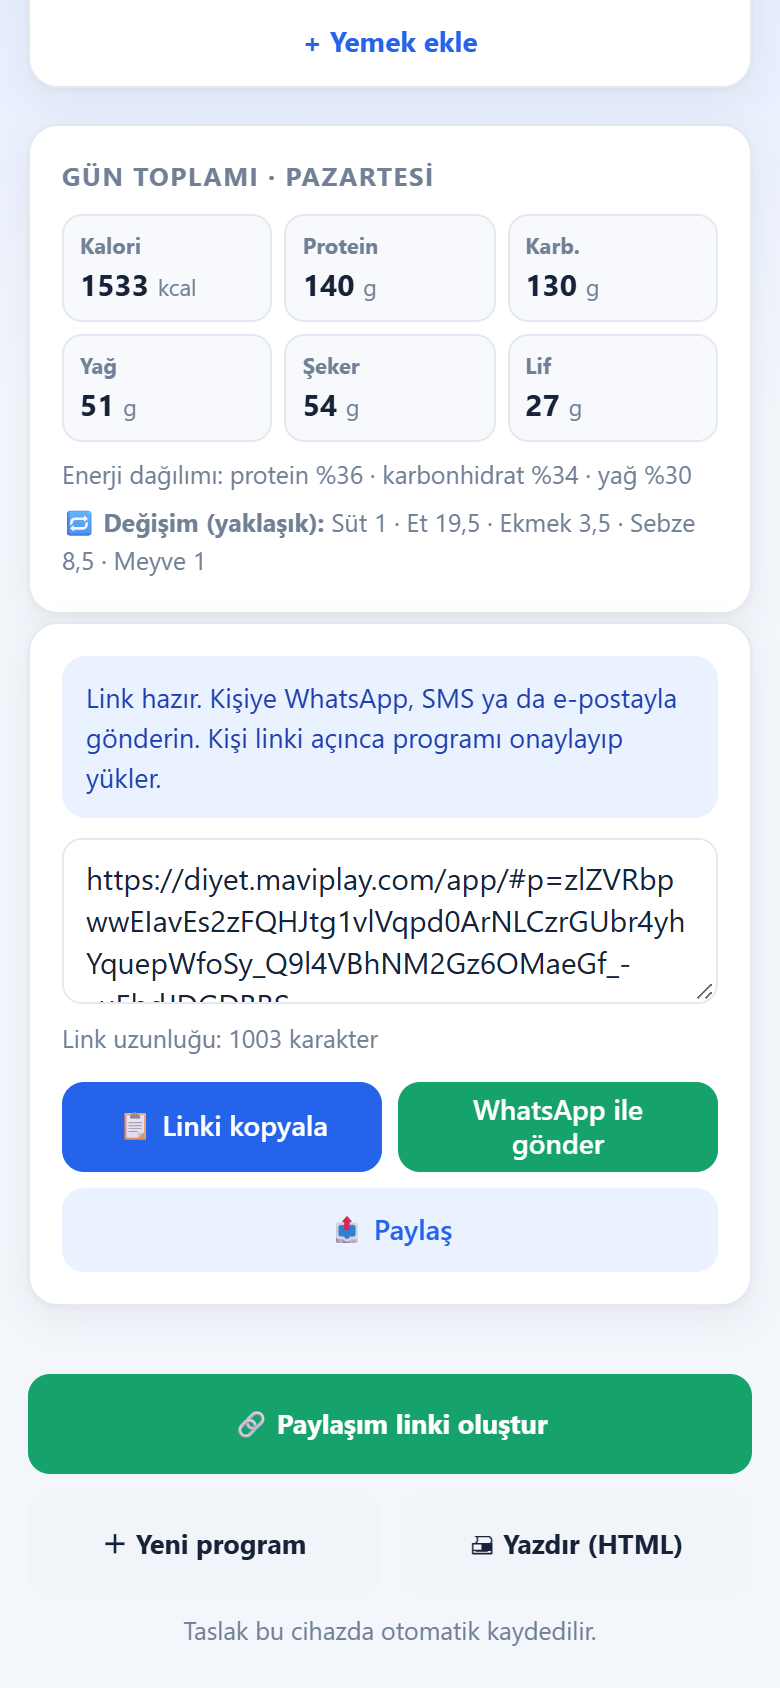 + Yemek ekle
GÜN TOPLAMI · PAZARTESİ
Kalori
1533 kcal
Protein
140 g
Karb.
130 g
Yağ
51 g
Şeker
54 g
Lif
27 g
Enerji dağılımı: protein %36 · karbonhidrat %34 · yağ %30
Değişim (yaklaşık): Süt 1 · Et 19,5 · Ekmek 3,5 · Sebze
8,5 · Meyve 1
Link hazır. Kişiye WhatsApp, SMS ya da e-postayla
gönderin. Kişi linki açınca programı onaylayıp
yükler.
https://diyet.maviplay.com/app/#p=zlZVRbp
wwEIavEs2zFQHJtg1vlVqpd0ArNLCzrGUbr4yh
YquepWfoSy_Q9l4VBhNM2Gz6OMaeGf_-
Link uzunluğu: 1003 karakter
Linki kopyala
WhatsApp ile
gönder
Paylaş
Paylaşım linki oluştur
+ Yeni program
Yazdır (HTML)
Taslak bu cihazda otomatik kaydedilir.